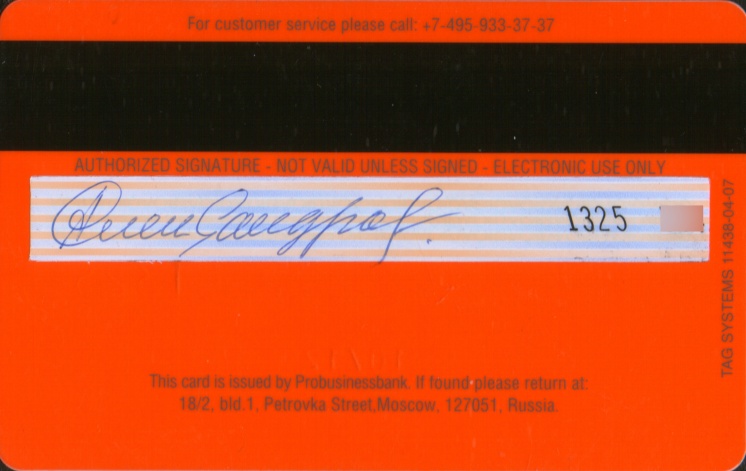 For customer service please call: +7-495-933-37-37
AUTHORIZED SIGNATURE - NOT VALID UNLESS SIGNED - ELECTRONIC USE ONLY
1325
TAG SYSTEMS 11438-04-07
This card is issued by Probusinessbank. If found please return at:
18/2, bld.1, Petrovka Street,Moscow, 127051, Russia.